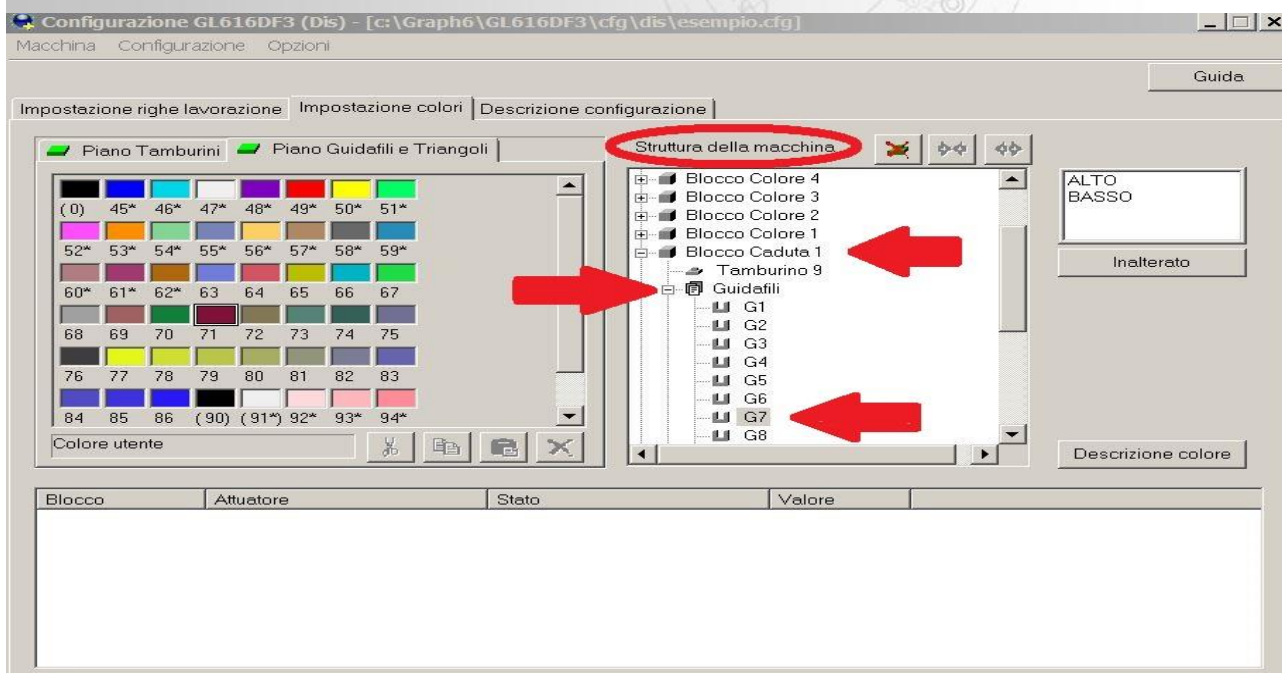 Configurazione GL616DF3 (Dis) - [c:\Graph6\GL616DF3\cfg\dis\esempio.cfg]
Macchina Configurazione Opzioni
Guida
Impostazione righe lavorazione Impostazione colori Descrizione configurazione
Piano Tamburini Piano Guidafili e Triangoli
(0) 45* 46* 47* 48* 49* 50* 51*
52* 53* 54* 55* 56* 57* 58* 59*
60* 61* 62* 63 64 65 66 67
68 69 70 71 72 73 74 75
76 77 78 79 80 81 82 83
84 85 86 (90) (91*) 92* 93* 94*
Colore utente
Struttura della macchina
Blocco Colore 4
Blocco Colore 3
Blocco Colore 2
Blocco Colore 1
Blocco Caduta 1
Tamburino 9
Guidafili
G1
G2
G3
G4
G5
G6
G7
G8
ALTO
BASSO
Inalterato
Descrizione colore
Blocco Attuatore Stato Valore